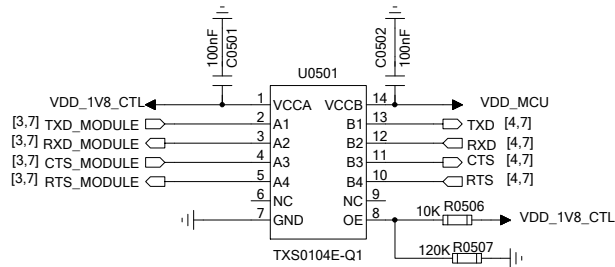 100nF
C0501
100nF
C0502
U0501
VDD_1V8_CTL 1 VCCA VCCB 14 VDD_MCU
[3,7] TXD_MODULE 2 A1 B1 13 TXD [4,7]
[3,7] RXD_MODULE 3 A2 B2 12 RXD [4,7]
[3,7] CTS_MODULE 4 A3 B3 11 CTS [4,7]
[3,7] RTS_MODULE 5 A4 B4 10 RTS [4,7]
6 NC NC 9
7 GND OE 8 10K R0506 VDD_1V8_CTL
120K R0507
TXS0104E-Q1